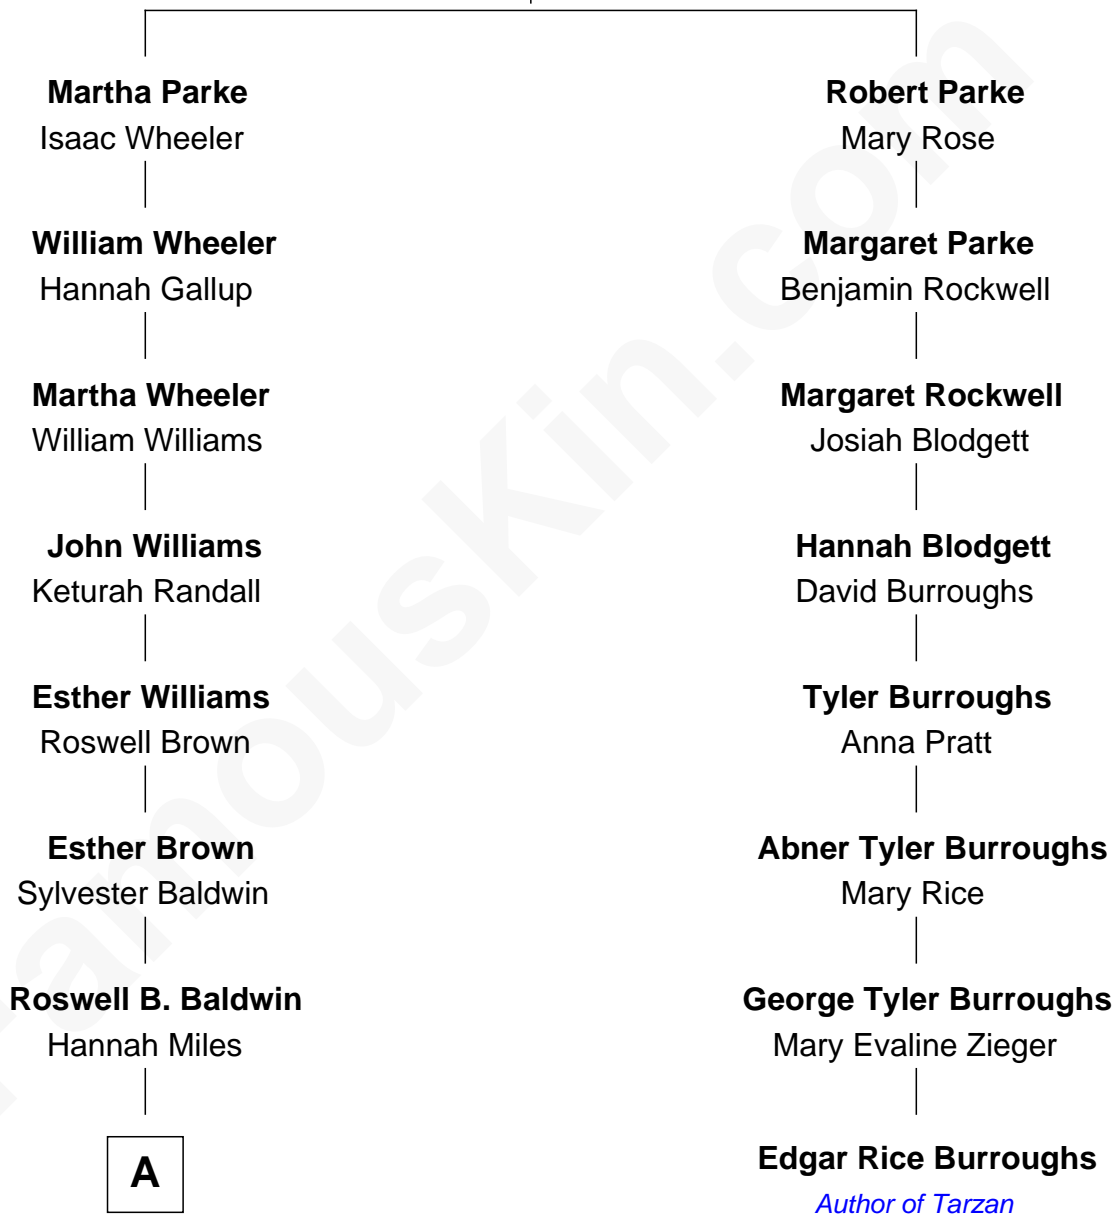 Martha Parke
Isaac Wheeler
Robert Parke
Mary Rose
William Wheeler
Hannah Gallup
Margaret Parke
Benjamin Rockwell
Martha Wheeler
William Williams
Margaret Rockwell
Josiah Blodgett
John Williams
Keturah Randall
Hannah Blodgett
David Burroughs
Esther Williams
Roswell Brown
Tyler Burroughs
Anna Pratt
Esther Brown
Sylvester Baldwin
Abner Tyler Burroughs
Mary Rice
Roswell B. Baldwin
Hannah Miles
George Tyler Burroughs
Mary Evaline Zieger
A
Edgar Rice Burroughs
Author of Tarzan
FamousKin.com